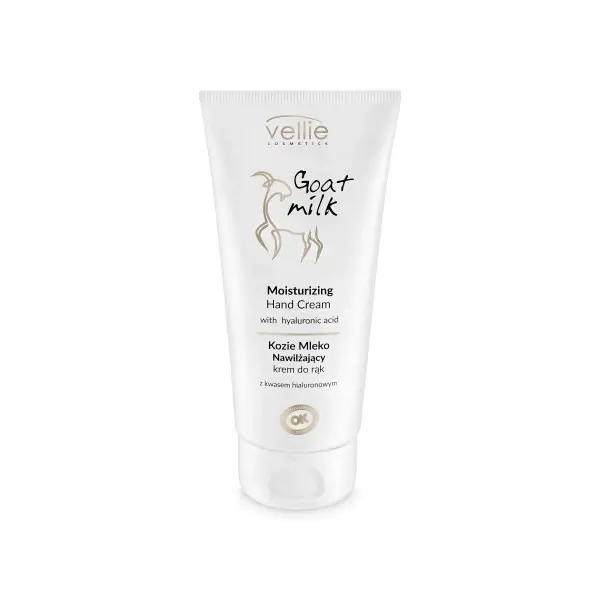 vellie
COSMETICS
Goat
milk
Moisturizing
Hand Cream
with hyaluronic acid
Kozie Mleko
Nawilżający
krem do rąk
z kwasem hialuronowym
OK